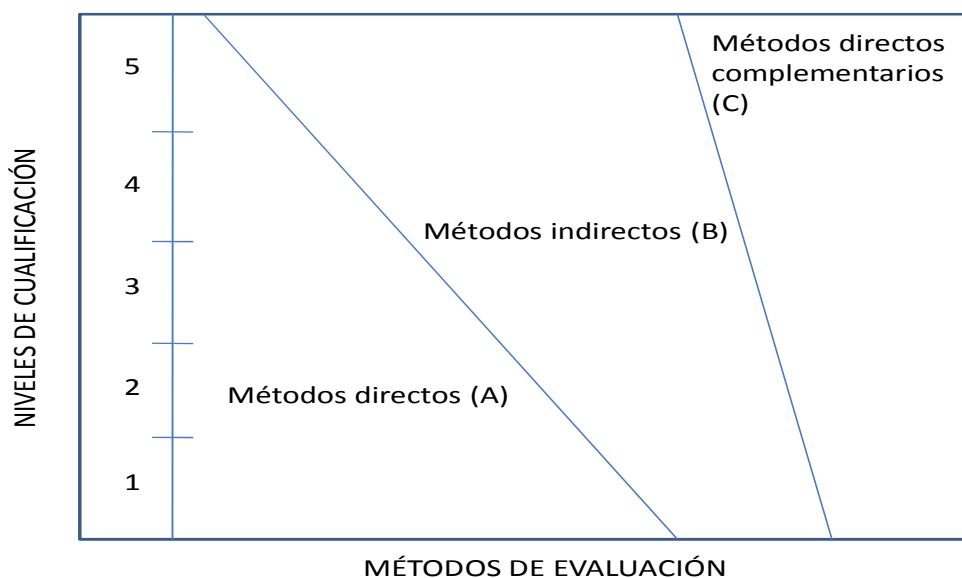 NIVELES DE CUALIFICACIÓN
5
4
3
2
1
Métodos directos
complementarios
(C)
Métodos indirectos (B)
Métodos directos (A)
MÉTODOS DE EVALUACIÓN